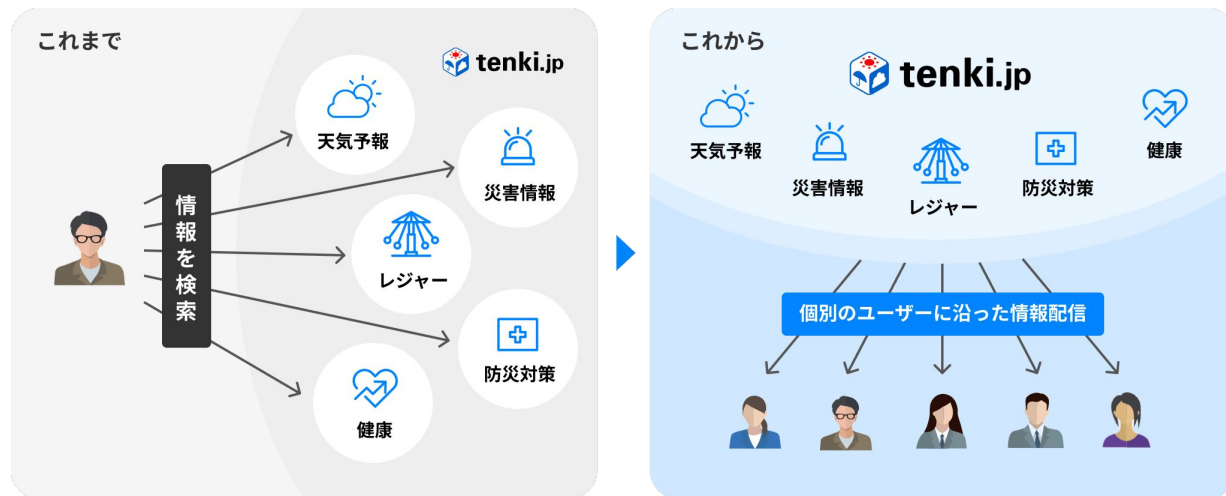 これまで
tenki.jp
天気予報
災害情報
情報を検索
レジャー
防災対策
健康
これから
tenki.jp
天気予報
災害情報
レジャー
防災対策
健康
個別のユーザーに沿った情報配信